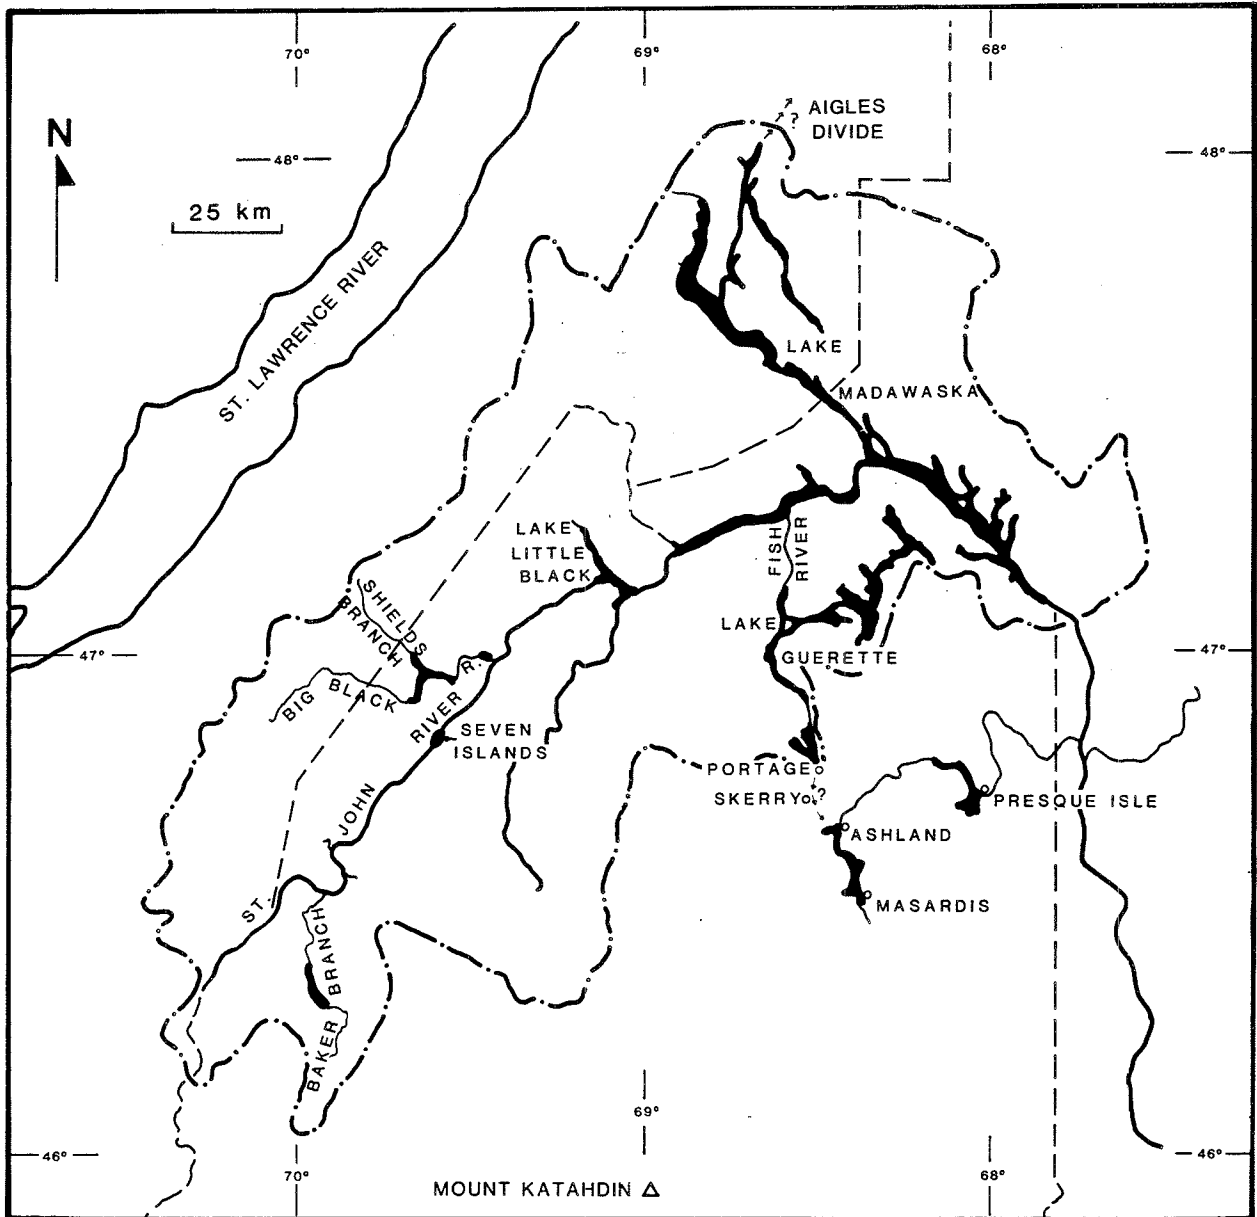 70°
69°
68°
AIGLES
DIVIDE
?
N
48°
48°
25 km
ST. LAWRENCE RIVER
LAKE
MADAWASKA
LAKE
LITTLE
BLACK
FISH
RIVER
SHIELDS
BRANCH
LAKE
GUERETTE
47°
47°
BIG BLACK R.
SEVEN
ISLANDS
PORTAGE
SKERRY ?
PRESQUE ISLE
ASHLAND
MASARDIS
ST. JOHN RIVER
BAKER BRANCH
69°
46°
46°
70°
68°
MOUNT KATAHDIN